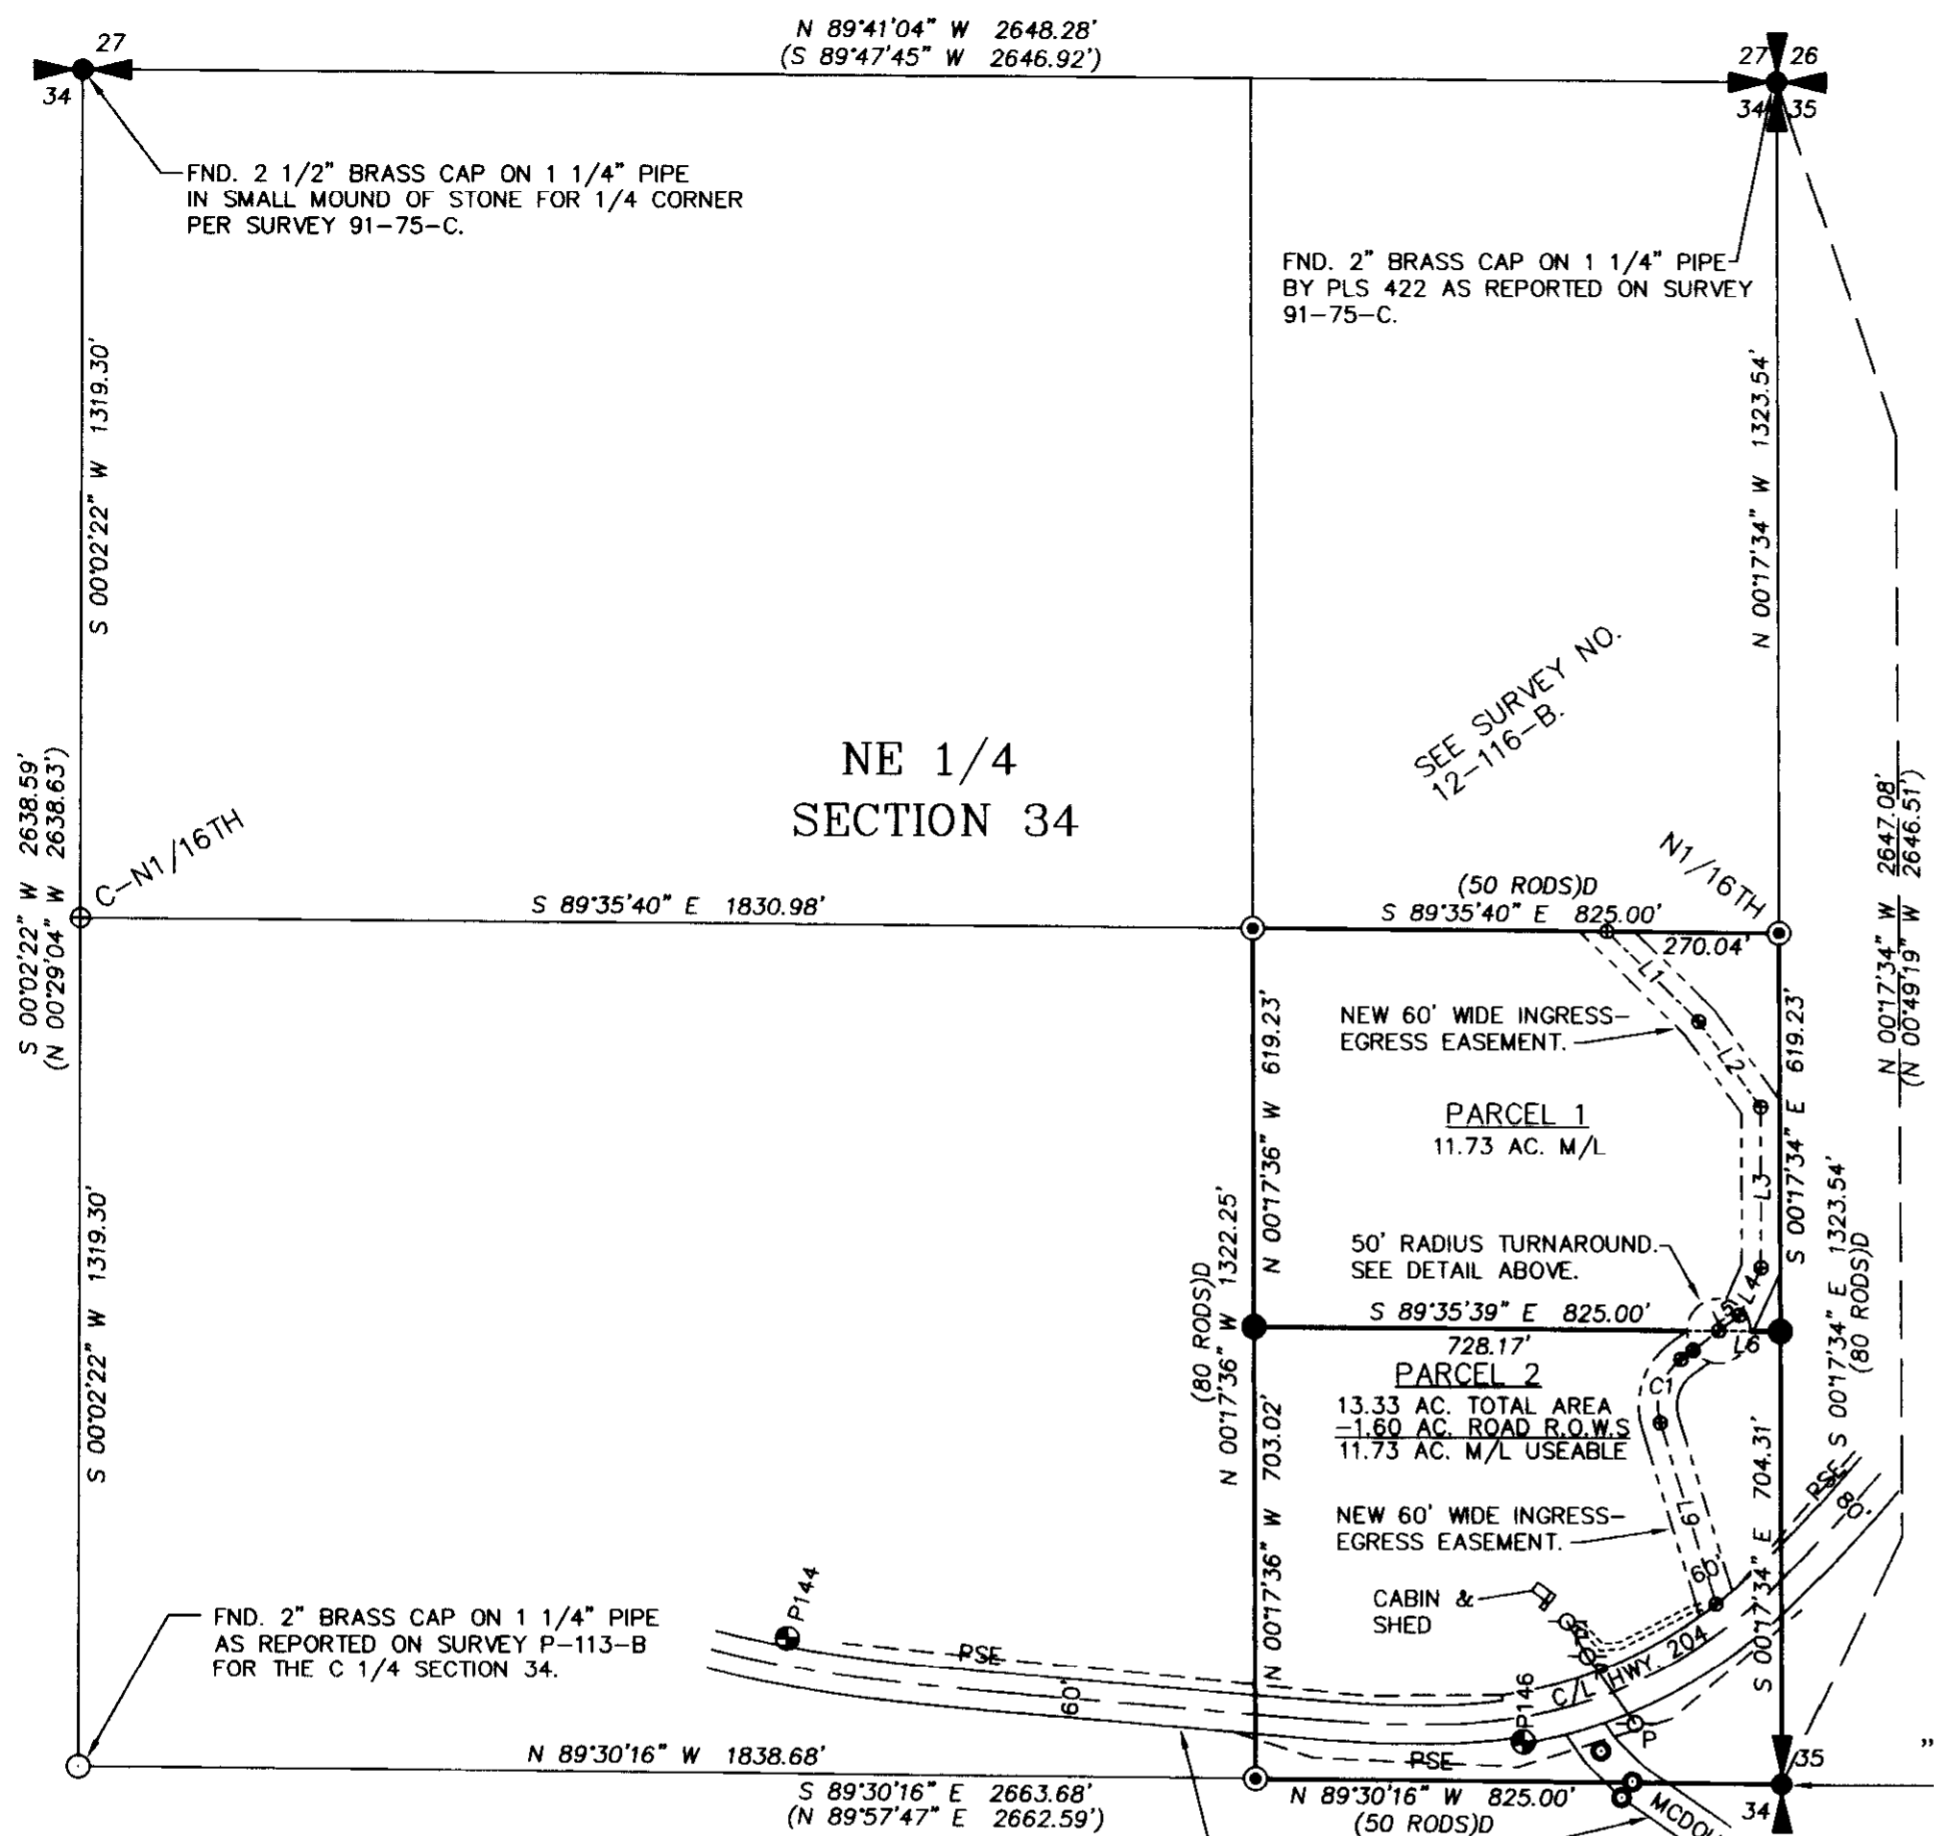 N 89°41'04" W 2648.28'
(S 89°47'45" W 2646.92')
27
34
27 26
34 35
FND. 2 1/2" BRASS CAP ON 1 1/4" PIPE
IN SMALL MOUND OF STONE FOR 1/4 CORNER
PER SURVEY 91-75-C.
FND. 2" BRASS CAP ON 1 1/4" PIPE
BY PLS 422 AS REPORTED ON SURVEY
91-75-C.
S 00°02'22" W 1319.30'
N 00°17'34" W 1323.54'
SEE SURVEY NO.
12-116-B.
NE 1/4
SECTION 34
S 00°02'22" W 2638.59'
(N 00°29'04" W 2638.63')
C-N1/16TH
N1/16TH
N 00°17'34" W 2647.08'
(N 00°49'19" W 2646.51')
S 89°35'40" E 1830.98'
(50 RODS)D
S 89°35'40" E 825.00'
270.04'
L1
NEW 60' WIDE INGRESS-
EGRESS EASEMENT.
L2
N 00°17'36" W 619.23'
S 00°17'34" E 619.23'
PARCEL 1
11.73 AC. M/L
L3
50' RADIUS TURNAROUND.
SEE DETAIL ABOVE.
L4
L5
L6
S 00°02'22" W 1319.30'
(80 RODS)D
N 00°17'36" W 1322.25'
S 00°17'34" E 1323.54'
(80 RODS)D
S 89°35'39" E 825.00'
728.17'
PARCEL 2
13.33 AC. TOTAL AREA
-1.60 AC. ROAD R.O.W.S
11.73 AC. M/L USEABLE
C1
N 00°17'36" W 703.02'
S 00°17'34" E 704.31'
NEW 60' WIDE INGRESS-
EGRESS EASEMENT.
L9
60'
PSE
80'
CABIN &
SHED
P144
FND. 2" BRASS CAP ON 1 1/4" PIPE
AS REPORTED ON SURVEY P-113-B
FOR THE C 1/4 SECTION 34.
PSE
60'
N 00°17'36" W
C/L HWY. 204
S 00°17'34" E
P
P146
P
PSE
N 89°30'16" W 1838.68'
S 89°30'16" E 2663.68'
(N 89°57'47" E 2662.59')
N 89°30'16" W 825.00'
(50 RODS)D
35
34
"